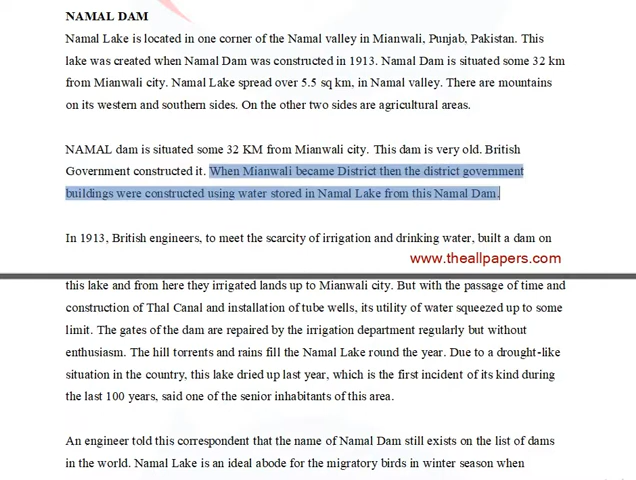 NAMAL DAM
Namal Lake is located in one corner of the Namal valley in Mianwali, Punjab, Pakistan. This
lake was created when Namal Dam was constructed in 1913. Namal Dam is situated some 32 km
from Mianwali city. Namal Lake spread over 5.5 sq km, in Namal valley. There are mountains
on its western and southern sides. On the other two sides are agricultural areas.
NAMAL dam is situated some 32 KM from Mianwali city. This dam is very old. British
Government constructed it. When Mianwali became District then the district government
buildings were constructed using water stored in Namal Lake from this Namal Dam.
In 1913, British engineers, to meet the scarcity of irrigation and drinking water, built a dam on
www.theallpapers.com
this lake and from here they irrigated lands up to Mianwali city. But with the passage of time and
construction of Thal Canal and installation of tube wells, its utility of water squeezed up to some
limit. The gates of the dam are repaired by the irrigation department regularly but without
enthusiasm. The hill torrents and rains fill the Namal Lake round the year. Due to a drought-like
situation in the country, this lake dried up last year, which is the first incident of its kind during
the last 100 years, said one of the senior inhabitants of this area.
An engineer told this correspondent that the name of Namal Dam still exists on the list of dams
in the world. Namal Lake is an ideal abode for the migratory birds in winter season when